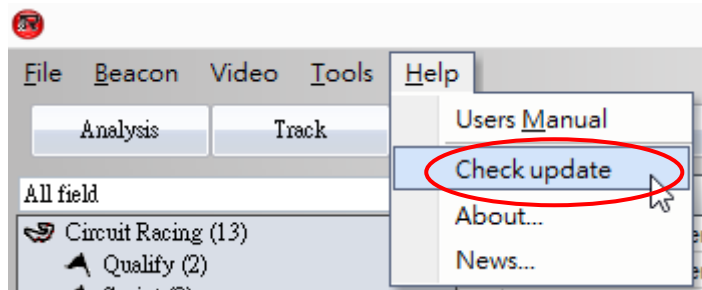 File Beacon Video Tools Help
Analysis Track
Users Manual
Check update
About...
News...
All field
Circuit Racing (13)
Qualify (2)